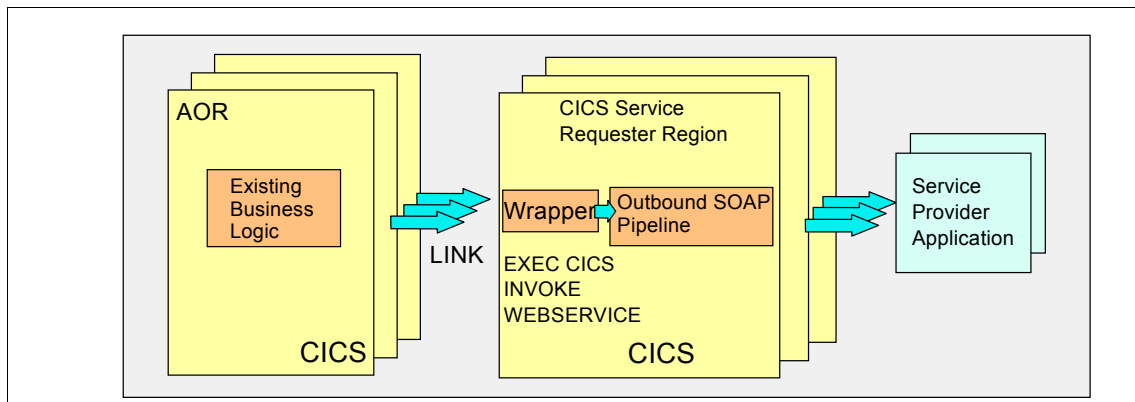 AOR
Existing
Business
Logic
CICS
LINK
CICS Service
Requester Region
Wrapper
Outbound SOAP
Pipeline
EXEC CICS
INVOKE
WEBSERVICE
CICS
Service
Provider
Application